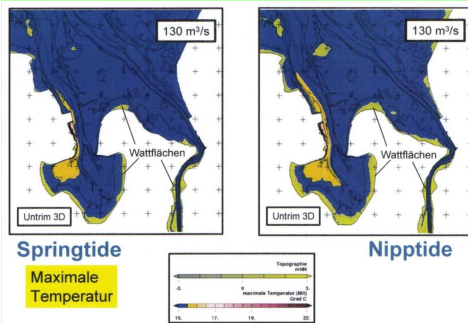 130 m³/s
130 m³/s
Wattflächen
Wattflächen
Untrim 3D
Untrim 3D
Springtide
Nipptide
Maximale
Temperatur
Topographie
mNN
-3. 0 3.
maximale Temperatur (Mit)
Grad C
15. 17. 19. 22.